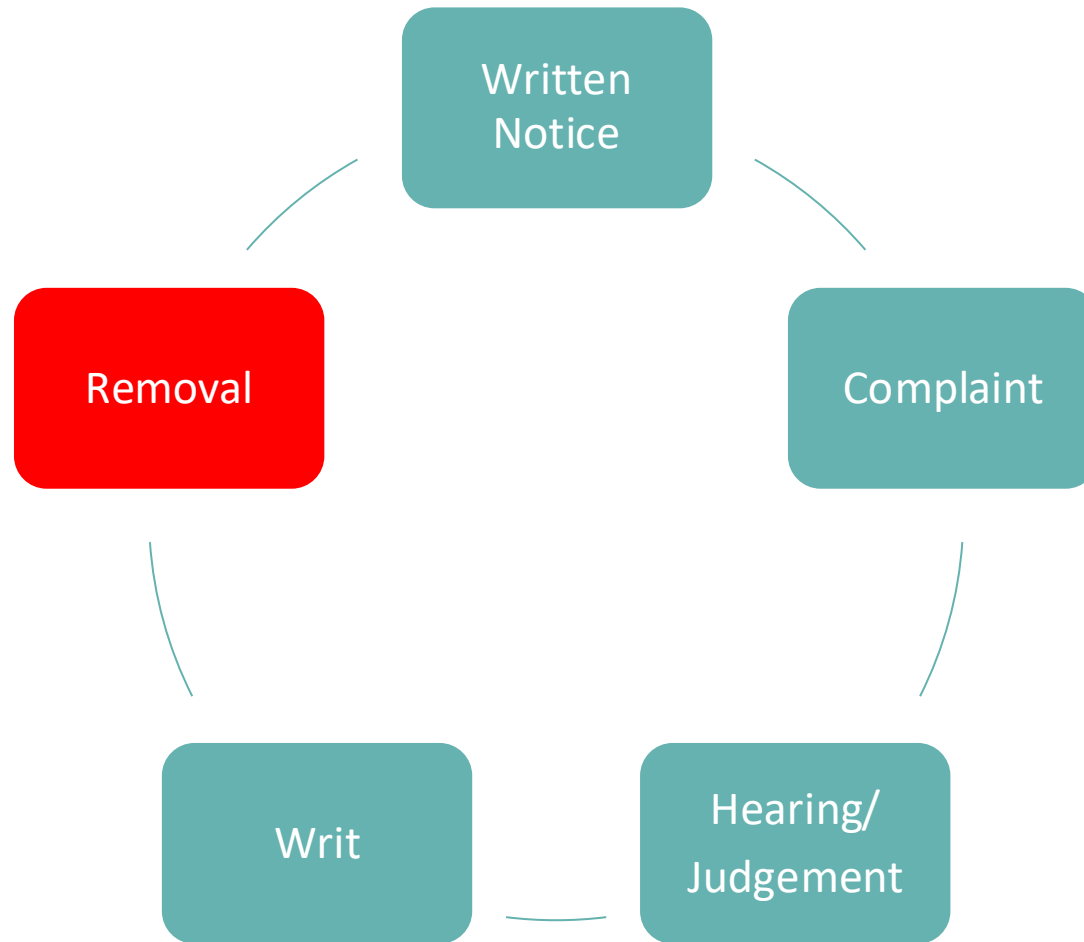 Written
Notice
Complaint
Hearing/
Judgement
Writ
Removal